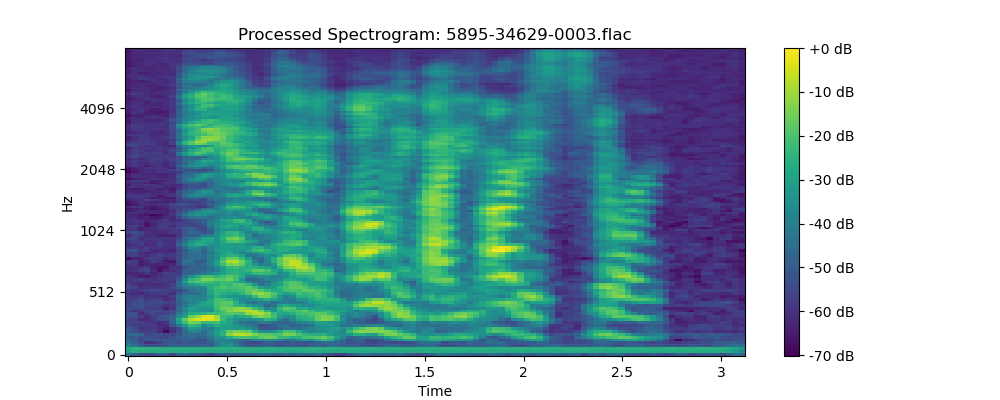 Processed Spectrogram: 5895-34629-0003.flac
Hz
4096
2048
1024
512
0
0
0.5
1
1.5
2
2.5
3
Time
+0 dB
-10 dB
-20 dB
-30 dB
-40 dB
-50 dB
-60 dB
-70 dB